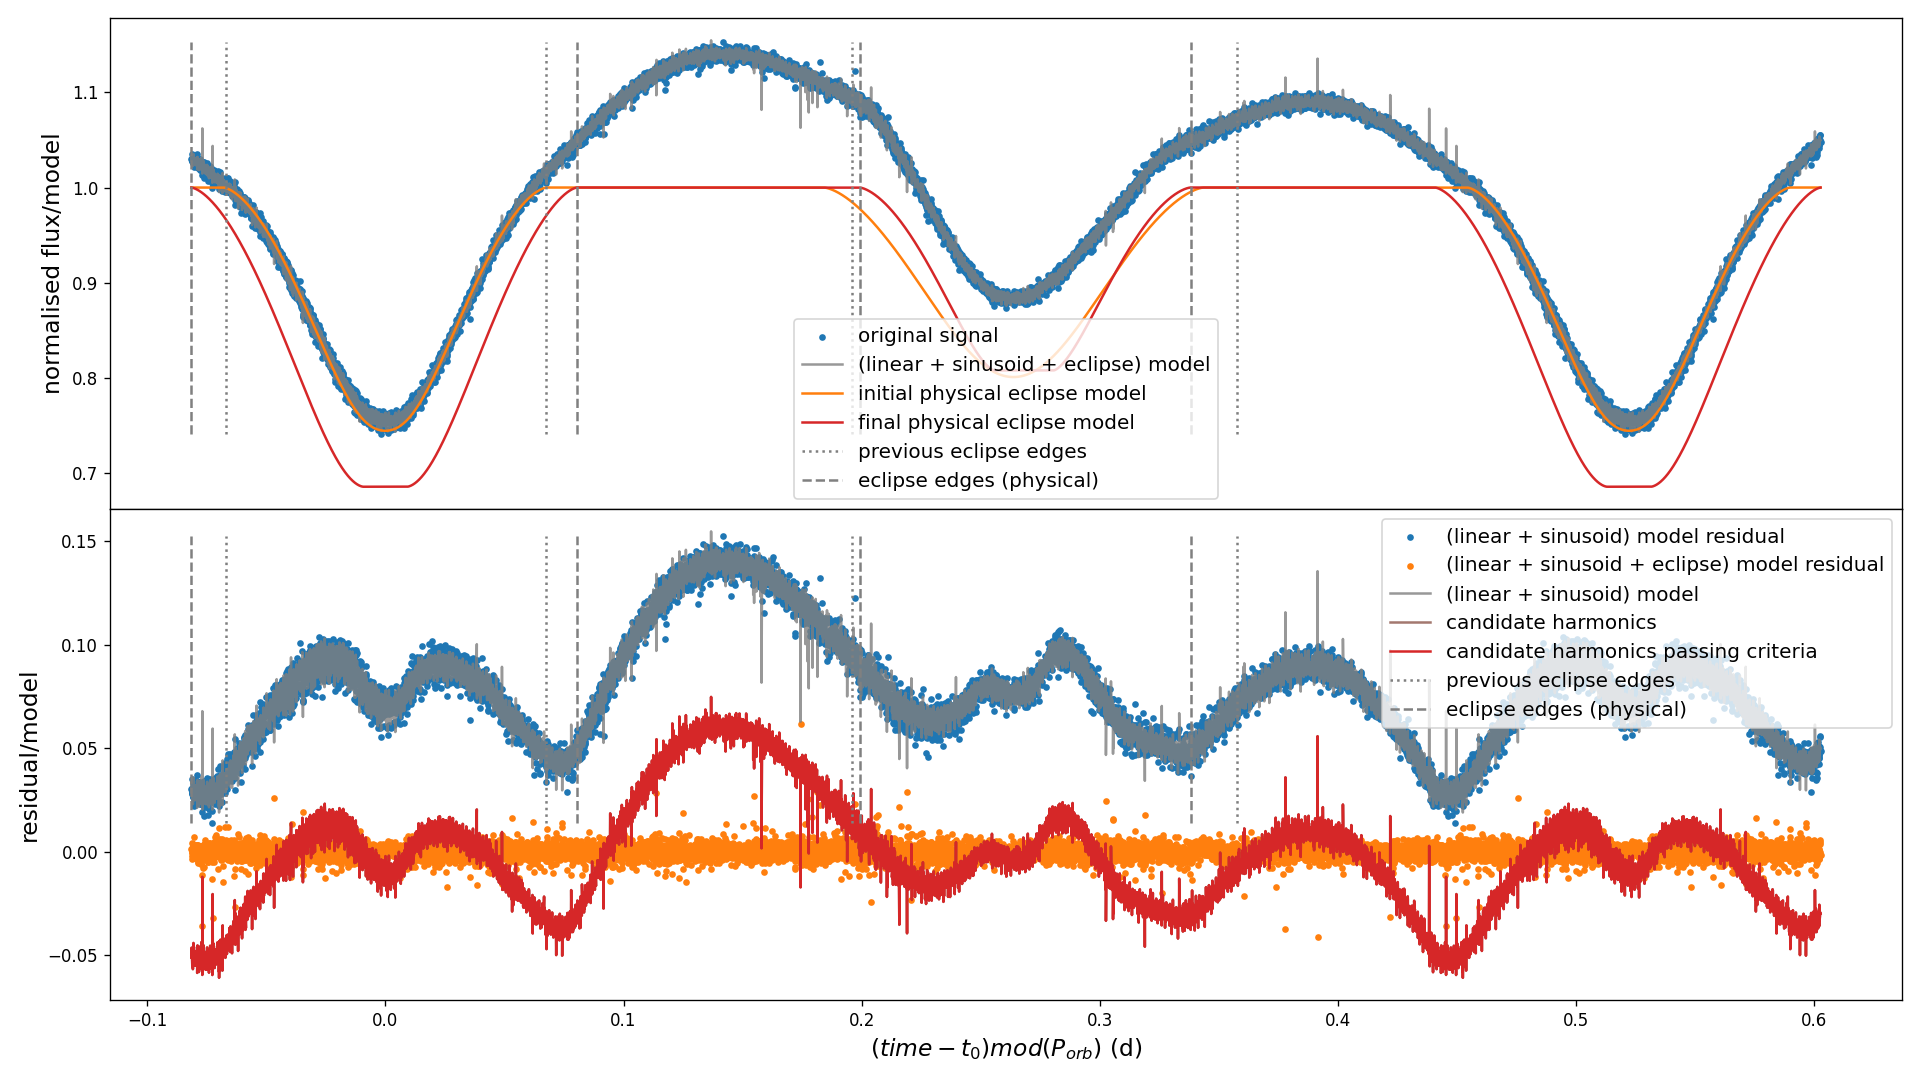 normalised flux/model
1.1
1.0
0.9
0.8
0.7
original signal
(linear + sinusoid + eclipse) model
initial physical eclipse model
final physical eclipse model
previous eclipse edges
eclipse edges (physical)
residual/model
0.15
0.10
0.05
0.00
−0.05
(linear + sinusoid) model residual
(linear + sinusoid + eclipse) model residual
(linear + sinusoid) model
candidate harmonics
candidate harmonics passing criteria
previous eclipse edges
eclipse edges (physical)
−0.1 0.0 0.1 0.2 0.3 0.4 0.5 0.6
(time − t₀)mod(Pₒᵣb) (d)